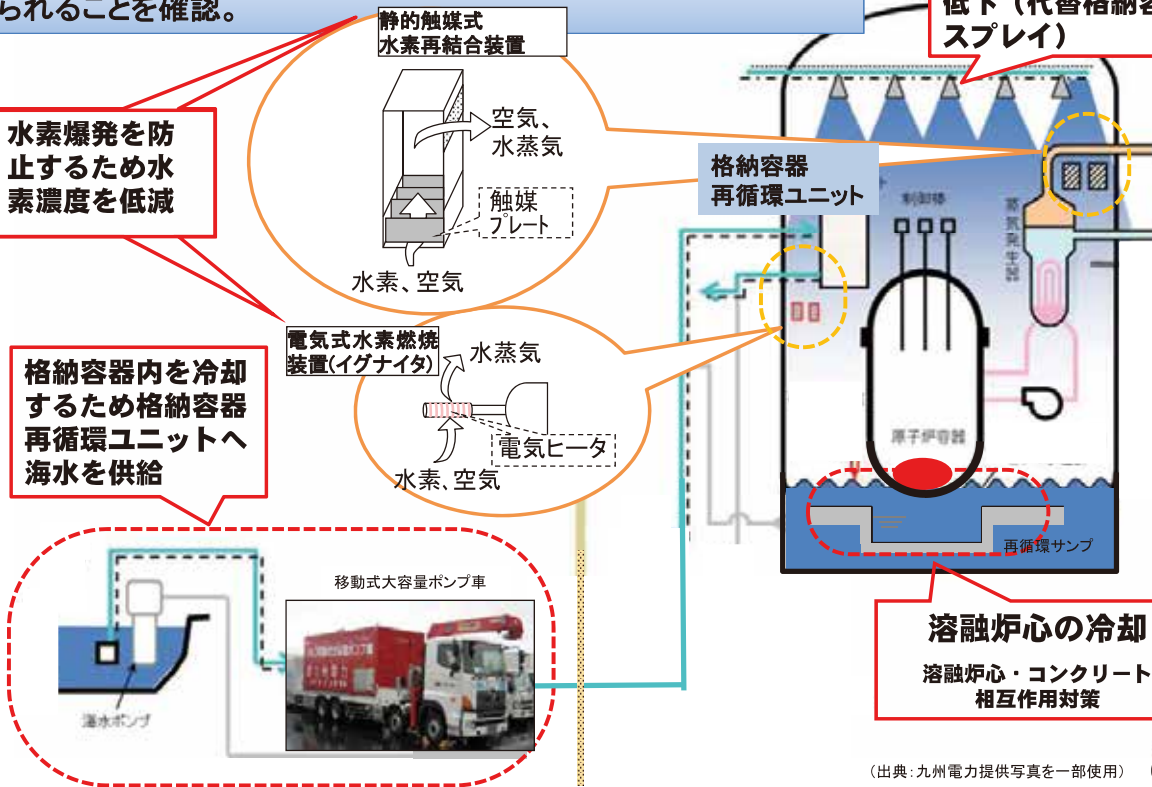 られることを確認。
低下（代替格納容
スプレイ）
静的触媒式
水素再結合装置
水素爆発を防
止するため水
素濃度を低減
空気、
水蒸気
触媒
プレート
水素、空気
格納容器
再循環ユニット
制御棒
蒸気発生器
電気式水素燃焼
装置(イグナイタ)
水蒸気
電気ヒータ
水素、空気
格納容器内を冷却
するため格納容器
再循環ユニットへ
海水を供給
原子炉容器
再循環サンプ
移動式大容量ポンプ車
海水ポンプ
溶融炉心の冷却
溶融炉心・コンクリート
相互作用対策
（出典：九州電力提供写真を一部使用）